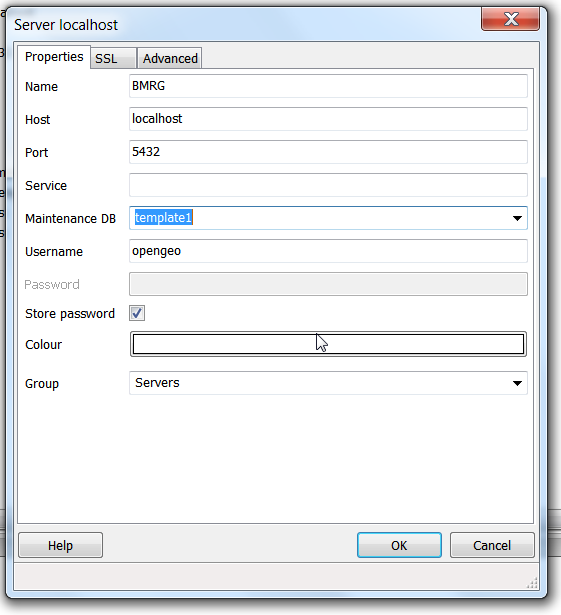 Server localhost
Properties SSL Advanced
Name BMRG
Host localhost
Port 5432
Service
Maintenance DB template1
Username opengeo
Password
Store password
Colour
Group Servers
Help OK Cancel